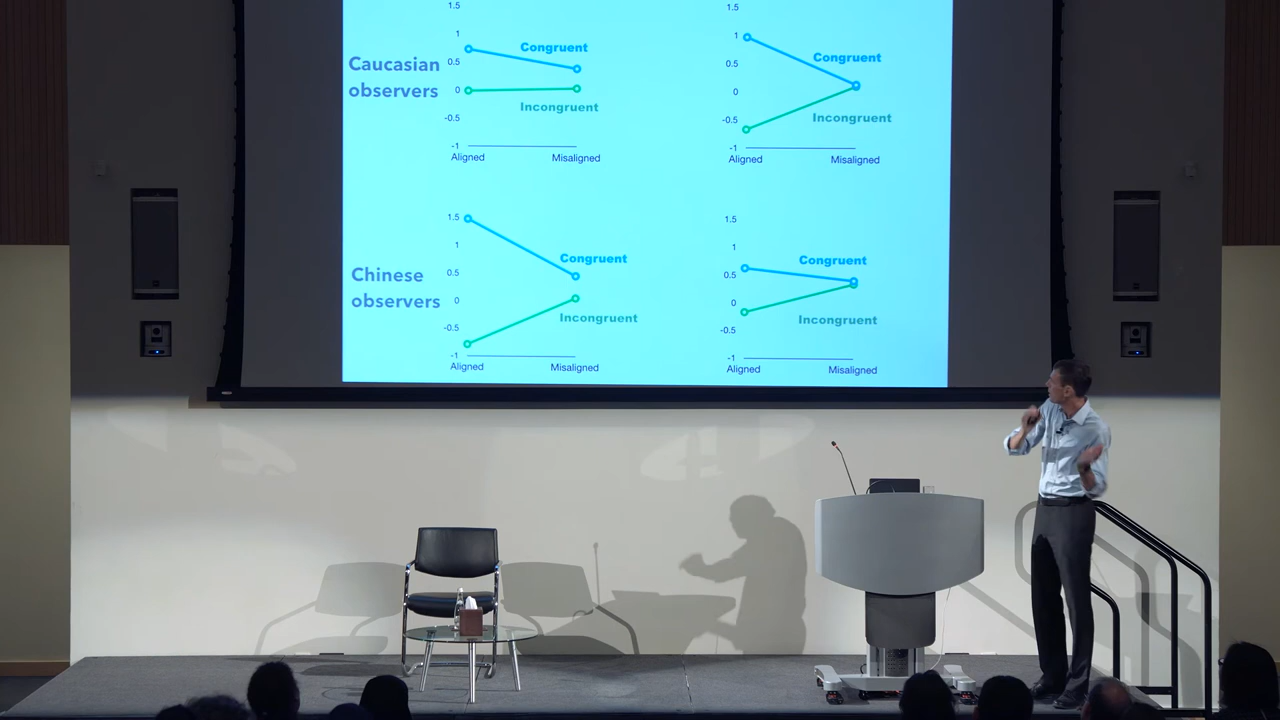 1.5
1
Caucasian
observers
0.5
0
-0.5
-1
Congruent
Incongruent
Aligned
Misaligned
1.5
1
0.5
0
-0.5
-1
Congruent
Incongruent
Aligned
Misaligned
Chinese
observers
1.5
1
0.5
0
-0.5
-1
Congruent
Incongruent
Aligned
Misaligned
1.5
1
0.5
0
-0.5
-1
Congruent
Incongruent
Aligned
Misaligned